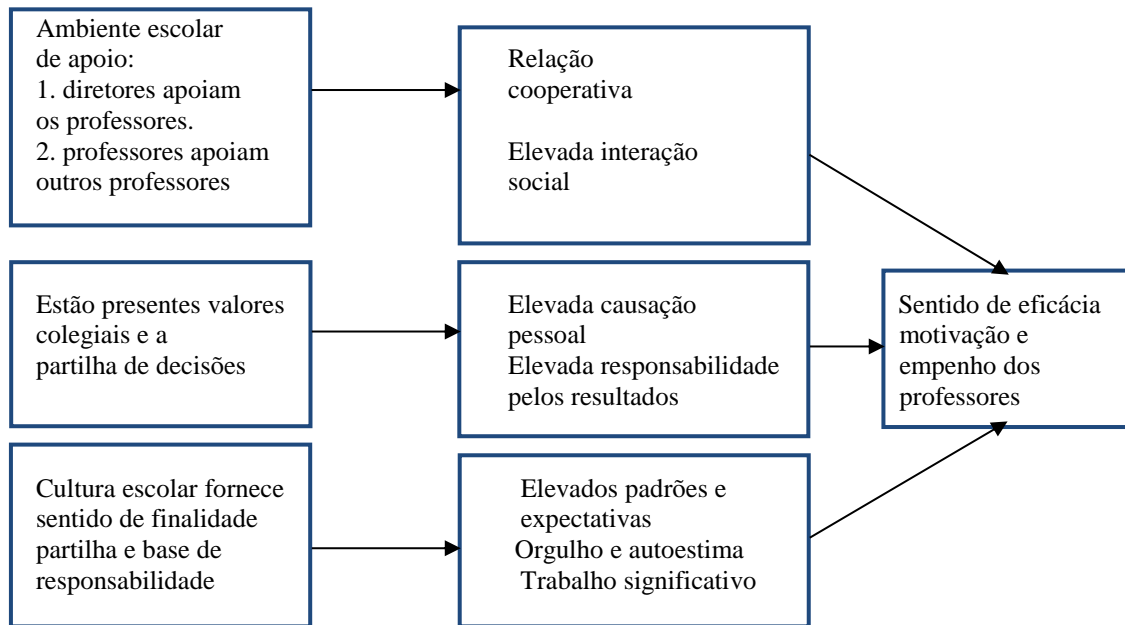 Ambiente escolar
de apoio:
1. diretores apoiam
os professores.
2. professores apoiam
outros professores
Relação
cooperativa
Elevada interação
social
Estão presentes valores
colegiais e a
partilha de decisões
Elevada causação
pessoal
Elevada responsabilidade
pelos resultados
Sentido de eficácia
motivação e
empenho dos
professores
Cultura escolar fornece
sentido de finalidade
partilha e base de
responsabilidade
Elevados padrões e
expectativas
Orgulho e autoestima
Trabalho significativo